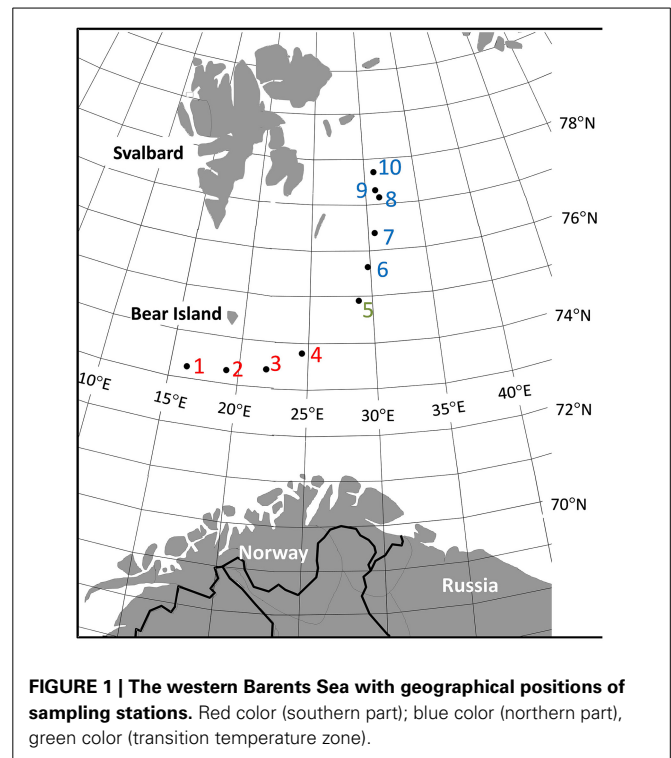 78°N
Svalbard
10
9
8
76°N
7
6
Bear Island
5
74°N
4
3
1
2
10°E
15°E
20°E
25°E
30°E
35°E
40°E
72°N
70°N
Norway
Russia
FIGURE 1 | The western Barents Sea with geographical positions of
sampling stations. Red color (southern part); blue color (northern part),
green color (transition temperature zone).